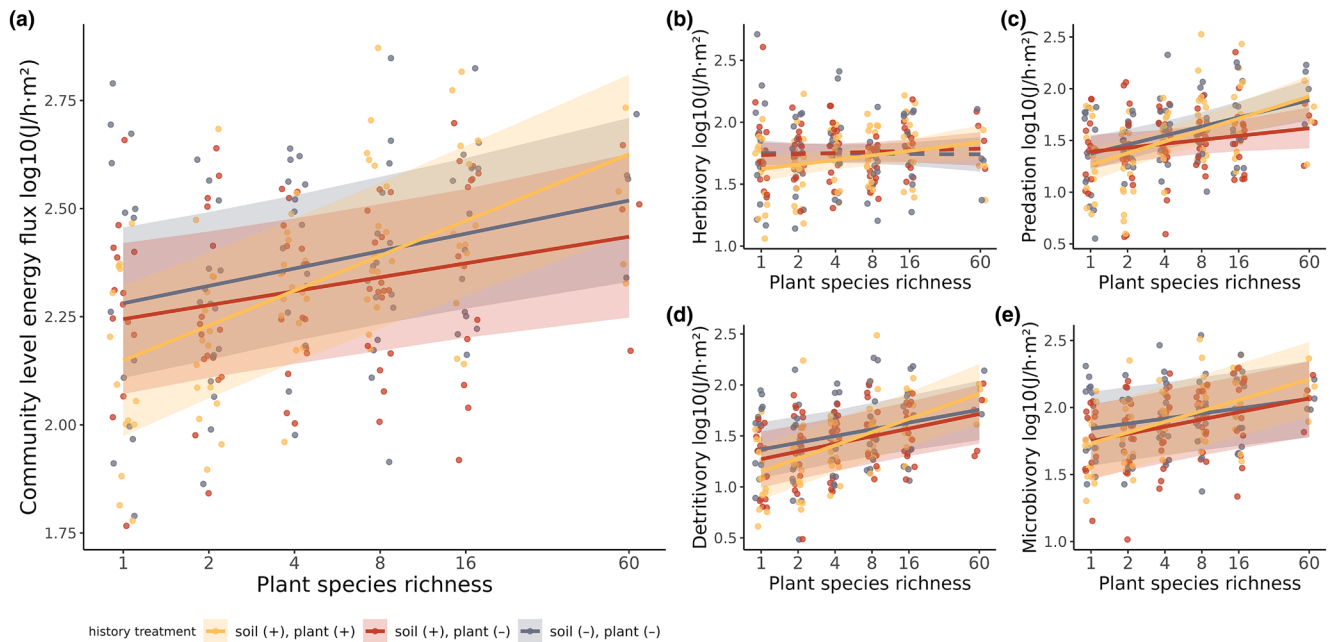 (a)
Community level energy flux log10(J/h·m²)
2.75
2.50
2.25
2.00
1.75
1 2 4 8 16 60
Plant species richness
(b)
Herbivory log10(J/h·m²)
2.5
2.0
1.5
1.0
1 2 4 8 16 60
Plant species richness
(c)
Predation log10(J/h·m²)
2.5
2.0
1.5
1.0
0.5
1 2 4 8 16 60
Plant species richness
(d)
Detritivory log10(J/h·m²)
2.5
2.0
1.5
1.0
0.5
1 2 4 8 16 60
Plant species richness
(e)
Microbivory log10(J/h·m²)
2.5
2.0
1.5
1.0
1 2 4 8 16 60
Plant species richness
history treatment soil (+), plant (+) soil (+), plant (–) soil (–), plant (–)